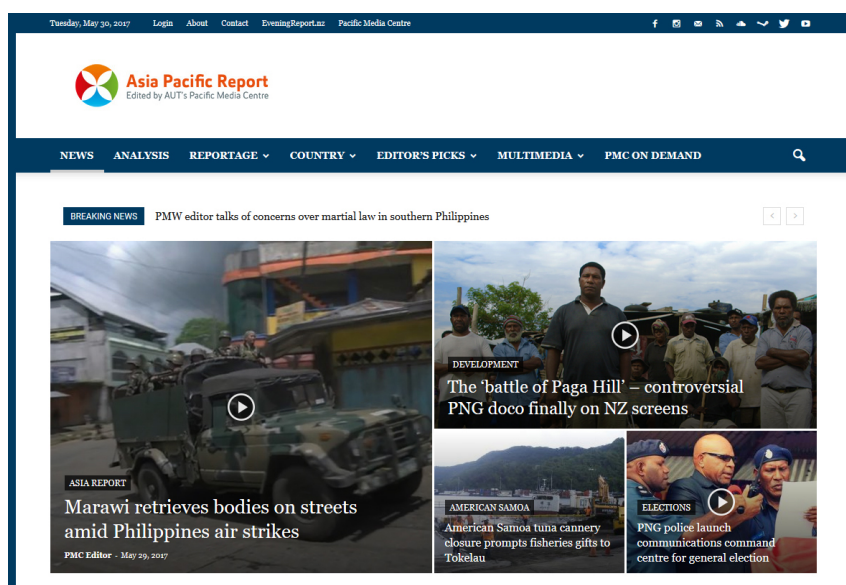 Tuesday, May 30, 2017 Login About Contact EveningReport.nz Pacific Media Centre
Asia Pacific Report
Edited by AUT's Pacific Media Centre
NEWS ANALYSIS REPORTAGE COUNTRY EDITOR'S PICKS MULTIMEDIA PMC ON DEMAND
BREAKING NEWS PMW editor talks of concerns over martial law in southern Philippines
ASIA REPORT
Marawi retrieves bodies on streets
amid Philippines air strikes
PMC Editor - May 29, 2017
DEVELOPMENT
The ‘battle of Paga Hill’ – controversial
PNG doco finally on NZ screens
AMERICAN SAMOA
American Samoa tuna cannery
closure prompts fisheries gifts to
Tokelau
ELECTIONS
PNG police launch
communications command
centre for general election